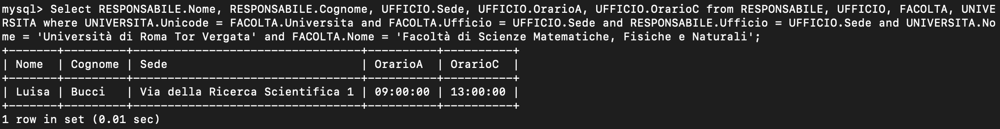 mysql> Select RESPONSABILE.Nome, RESPONSABILE.Cognome, UFFICIO.Sede, UFFICIO.OrarioA, UFFICIO.OrarioC from RESPONSABILE, UFFICIO, FACOLTA, UNIVE
RSITA where UNIVERSITA.Unicode = FACOLTA.Universita and FACOLTA.Ufficio = UFFICIO.Sede and RESPONSABILE.Ufficio = UFFICIO.Sede and UNIVERSITA.No
me = 'Università di Roma Tor Vergata' and FACOLTA.Nome = 'Facoltà di Scienze Matematiche, Fisiche e Naturali';
+-------+---------+---------------------------------+----------+----------+
| Nome  | Cognome | Sede                            | OrarioA  | OrarioC  |
+-------+---------+---------------------------------+----------+----------+
| Luisa | Bucci   | Via della Ricerca Scientifica 1 | 09:00:00 | 13:00:00 |
+-------+---------+---------------------------------+----------+----------+
1 row in set (0.01 sec)